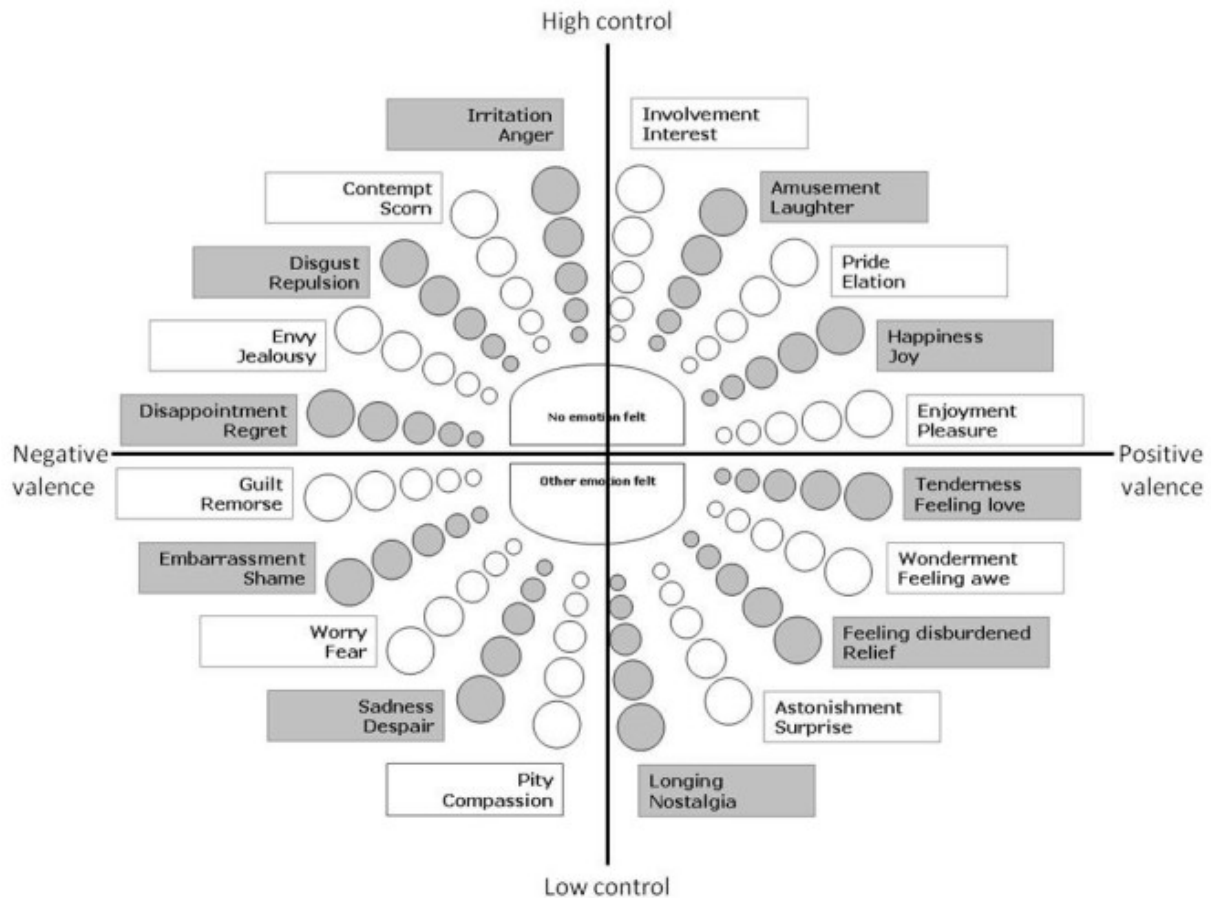 High control
Irritation
Anger
Involvement
Interest
Contempt
Scorn
Amusement
Laughter
Disgust
Repulsion
Pride
Elation
Envy
Jealousy
Happiness
Joy
Disappointment
Regret
No emotion felt
Enjoyment
Pleasure
Negative
valence
Positive
valence
Guilt
Remorse
Other emotion felt
Tenderness
Feeling love
Embarrassment
Shame
Wonderment
Feeling awe
Worry
Fear
Feeling disburdened
Relief
Sadness
Despair
Astonishment
Surprise
Pity
Compassion
Longing
Nostalgia
Low control